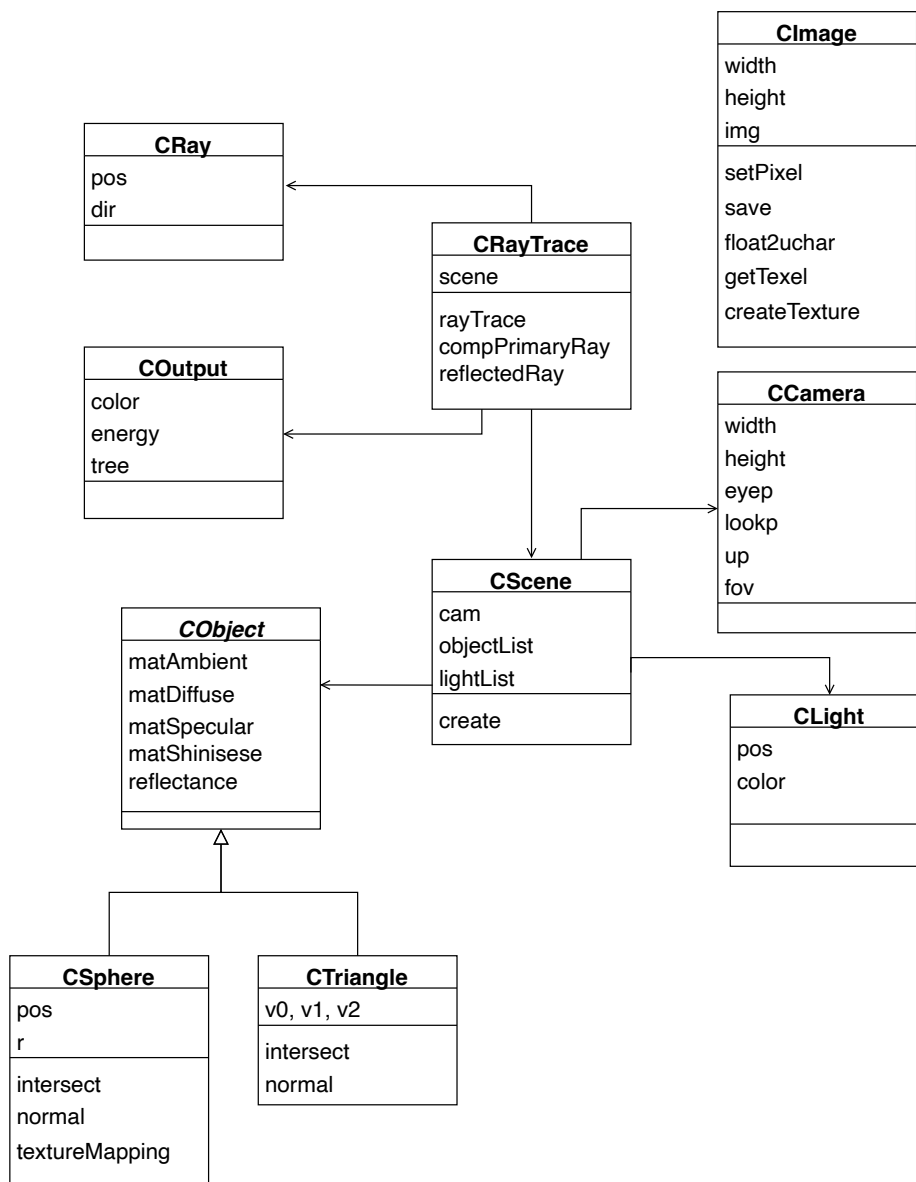 CImage
width
height
img
setPixel
save
float2uchar
getTexel
createTexture
CRay
pos
dir
CRayTrace
scene
rayTrace
compPrimaryRay
reflectedRay
COutput
color
energy
tree
CCamera
width
height
eyep
lookp
up
fov
CScene
cam
objectList
lightList
create
CObject
matAmbient
matDiffuse
matSpecular
matShinisese
reflectance
CLight
pos
color
CSphere
pos
r
intersect
normal
textureMapping
CTriangle
v0, v1, v2
intersect
normal